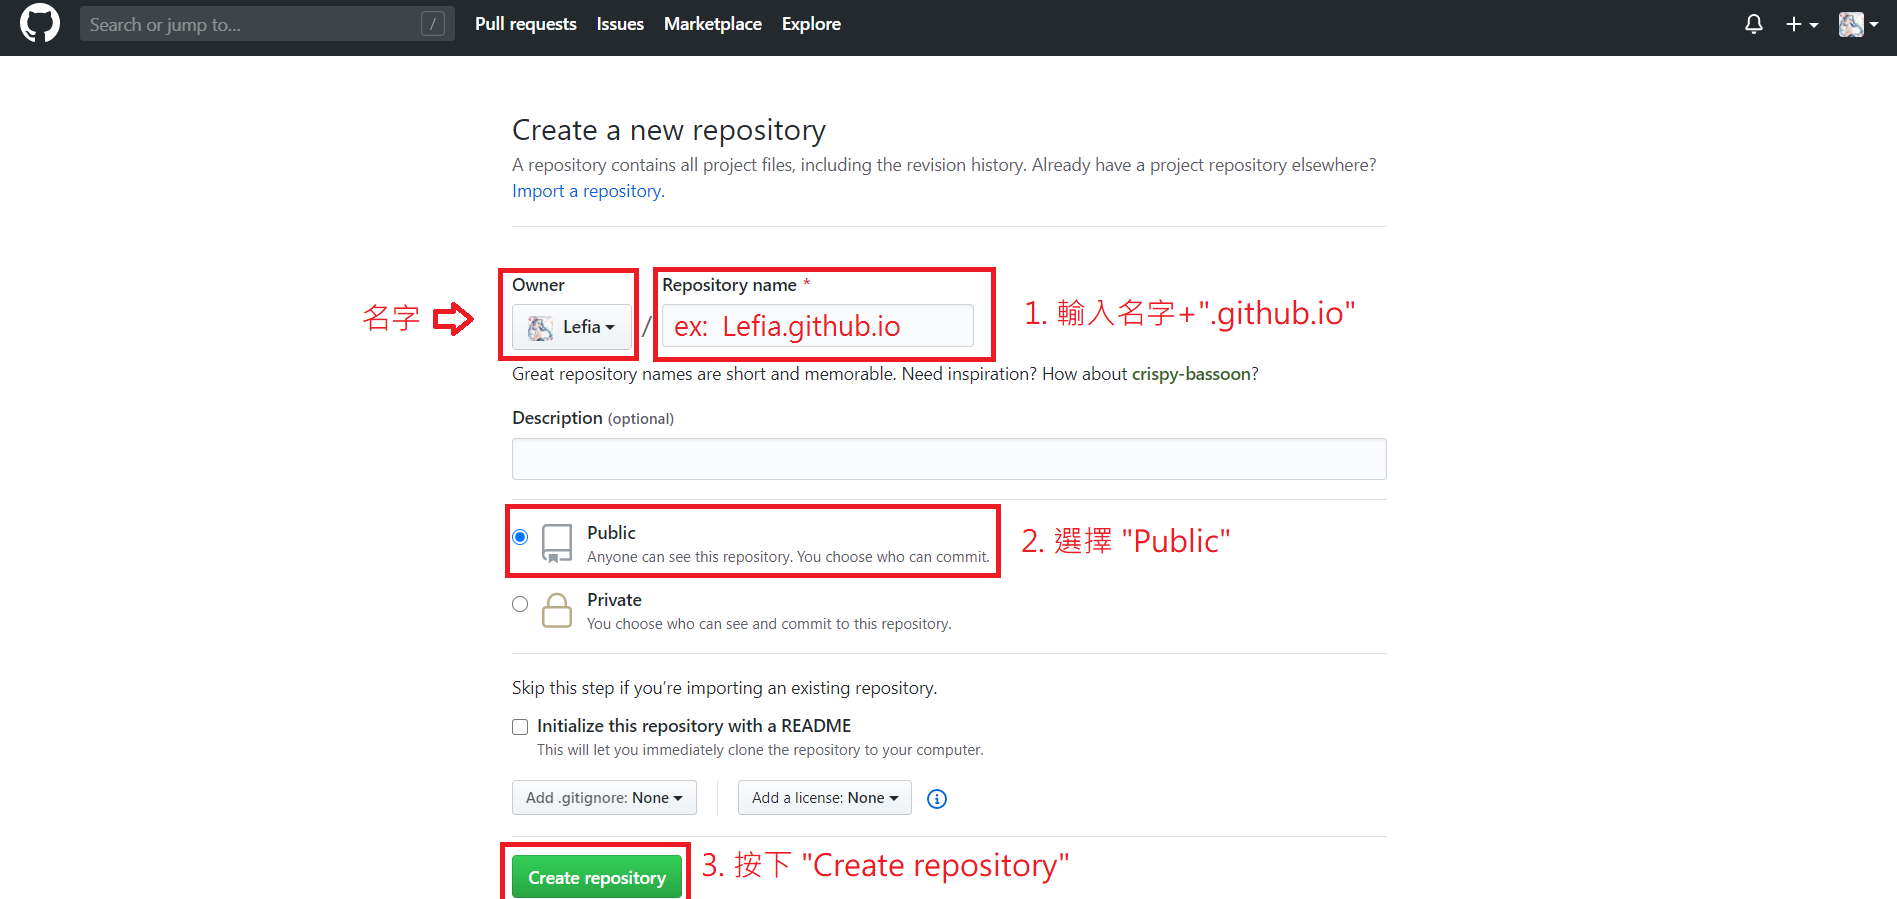 Search or jump to... /
Pull requests Issues Marketplace Explore
Create a new repository
A repository contains all project files, including the revision history. Already have a project repository elsewhere?
Import a repository.
Owner
Repository name *
名字
Lefia
/
ex: Lefia.github.io
1. 輸入名字+".github.io"
Great repository names are short and memorable. Need inspiration? How about crispy-bassoon?
Description (optional)
Public
Anyone can see this repository. You choose who can commit.
2. 選擇 "Public"
Private
You choose who can see and commit to this repository.
Skip this step if you’re importing an existing repository.
Initialize this repository with a README
This will let you immediately clone the repository to your computer.
Add .gitignore: None
Add a license: None
Create repository
3. 按下 "Create repository"